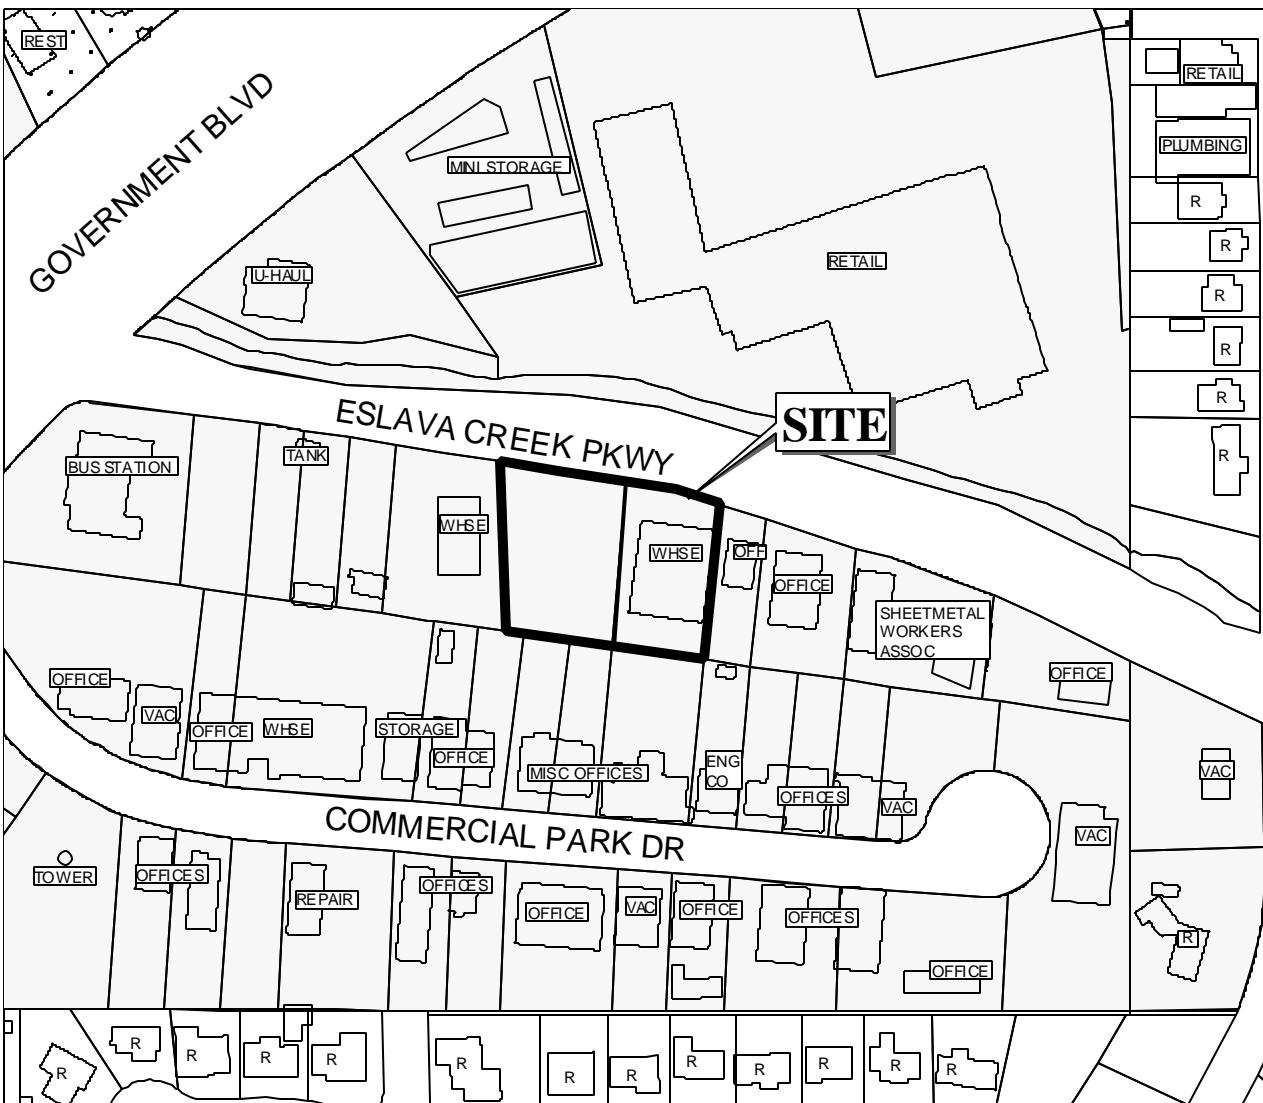 REST
RETAIL
GOVERNMENT BLVD
MINI STORAGE
PLUMBING
R
R
U-HAUL
RETAIL
R
R
R
ESLAVA CREEK PKWY
SITE
BUS STATION
TANK
R
WHSE
WHSE
OFF
OFFICE
SHEETMETAL
WORKERS
ASSOC
OFFICE
OFFICE
VAC
OFFICE
WHSE
STORAGE
OFFICE
MISC OFFICES
ENG
CO
OFFICES
VAC
VAC
VAC
COMMERCIAL PARK DR
TOWER
OFFICES
REPAIR
OFFICES
OFFICE
VAC
OFFICE
OFFICES
OFFICE
R
R
R
R
R
R
R
R
R
R
R
R
R
R